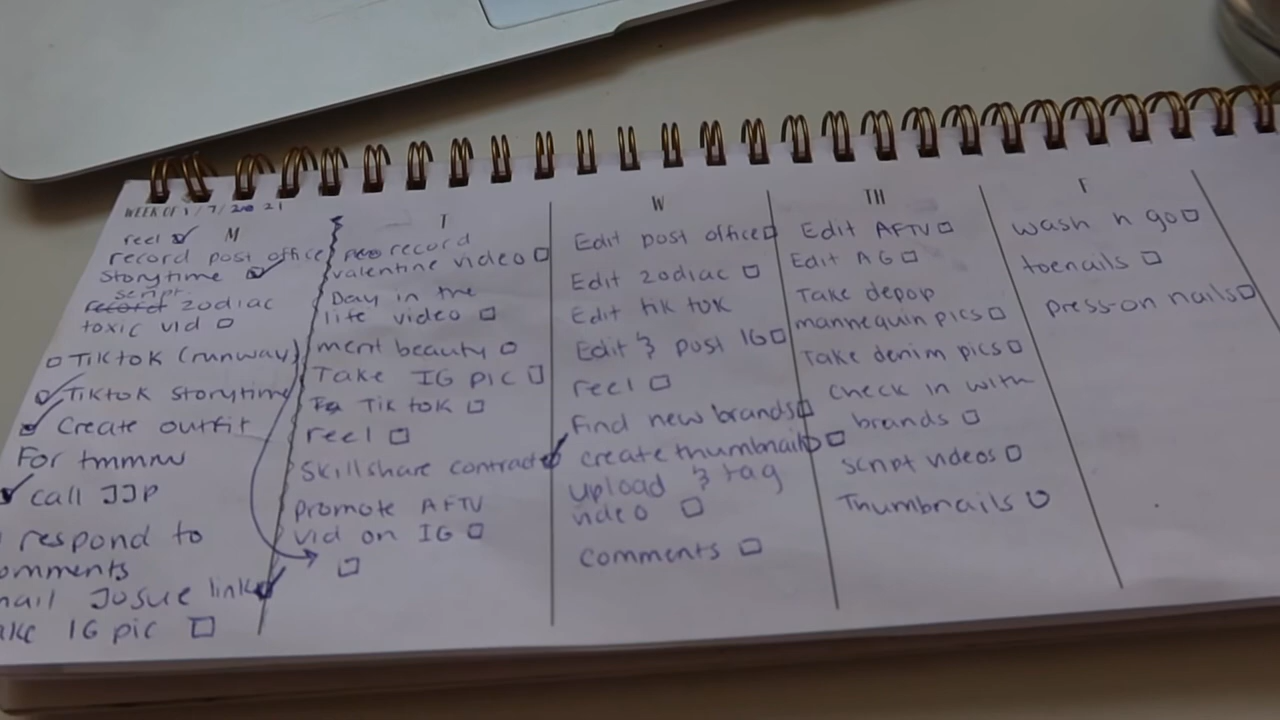 WEEK OF 1/7/2021
M
reel
record post office
storytime
script
record zodiac
toxic vid
TikTok (runway)
TikTok storytime
Create outfit
For tmmrw
call JJP
respond to
omments
mail Josue link
ake IG pic
T
record
valentine video
Day in the
life video
ment beauty
Take IG pic
Tik tok
reel
Skillshare contract
promote AFTV
vid on IG
W
Edit post office
Edit zodiac
Edit tik tok
Edit & post IG
reel
Find new brands
create thumbnail
upload & tag
video
comments
TH
Edit AFTV
Edit AG
Take depop
mannequin pics
Take denim pics
check in with
brands
script videos
Thumbnails
F
wash n go
toenails
press-on nails